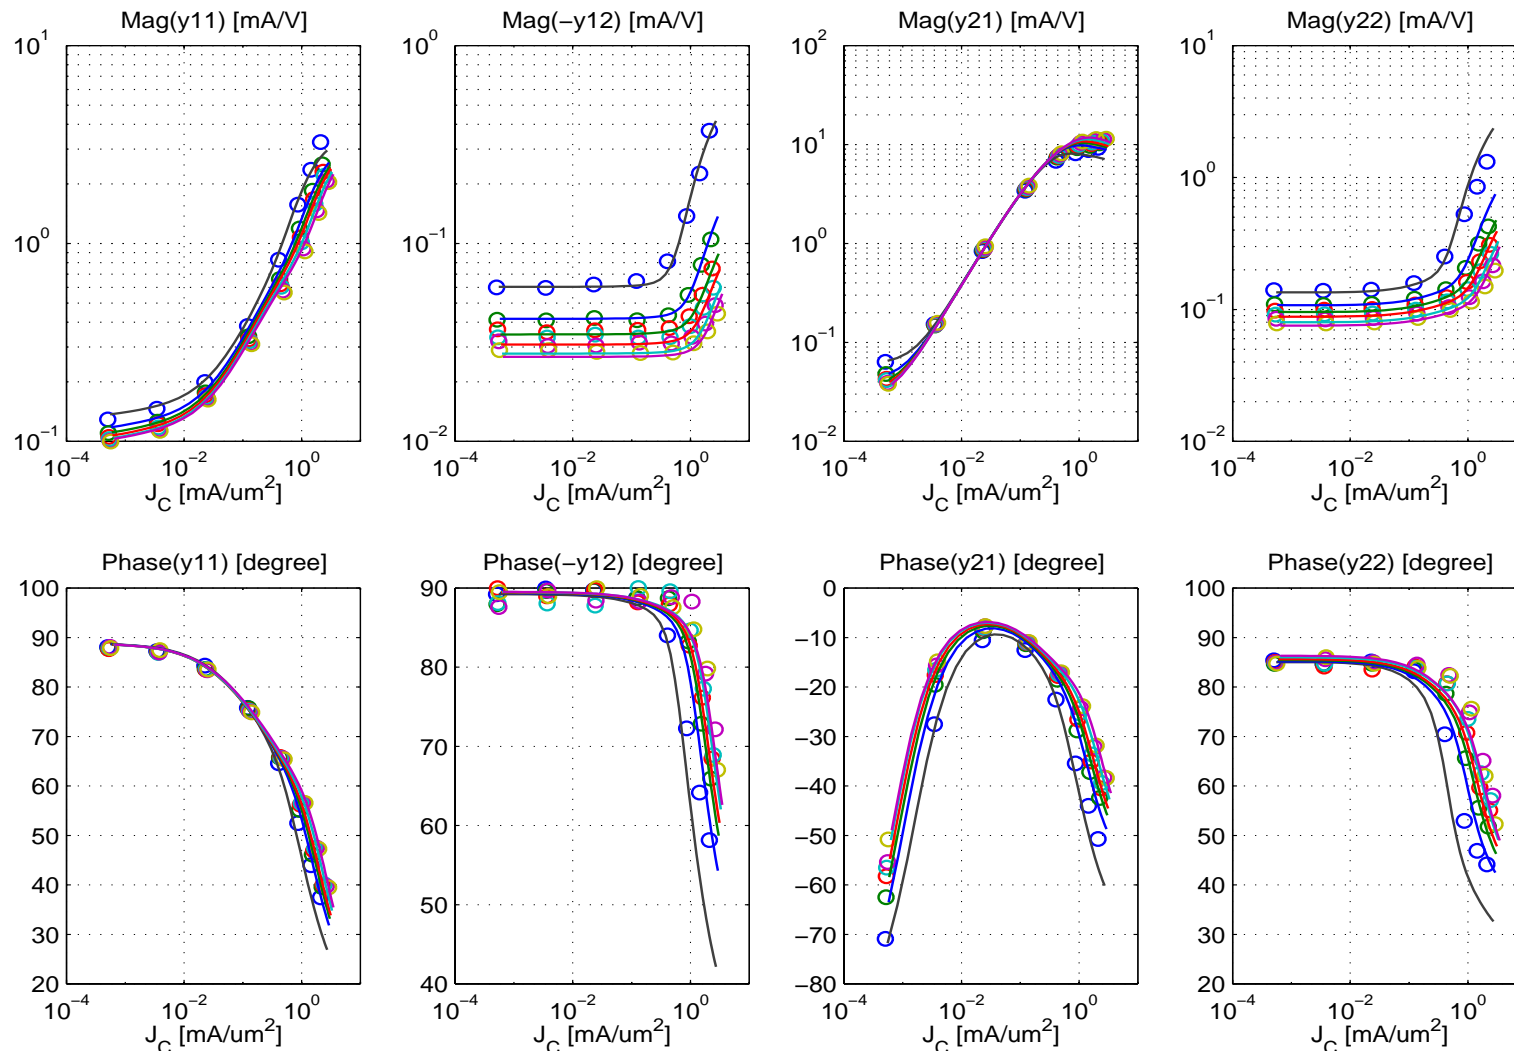 Mag(y11) [mA/V] Mag(−y12) [mA/V] Mag(y21) [mA/V] Mag(y22) [mA/V]
10^1 10^0 10^2 10^1
10^1
10^0
10^0 10^−1 10^0
10^−1
10^−1
10^−1 10^−2 10^−2 10^−2
10^−4 10^−2 10^0 10^−4 10^−2 10^0 10^−4 10^−2 10^0 10^−4 10^−2 10^0
J_C [mA/um^2] J_C [mA/um^2] J_C [mA/um^2] J_C [mA/um^2]
Phase(y11) [degree] Phase(−y12) [degree] Phase(y21) [degree] Phase(y22) [degree]
100 90 0 100
90 −10 90
80 80 −20 80
70 −30 70
70
60 −40 60
60
50 −50 50
40 50 −60 40
30 −70 30
20 40 −80 20
10^−4 10^−2 10^0 10^−4 10^−2 10^0 10^−4 10^−2 10^0 10^−4 10^−2 10^0
J_C [mA/um^2] J_C [mA/um^2] J_C [mA/um^2] J_C [mA/um^2]